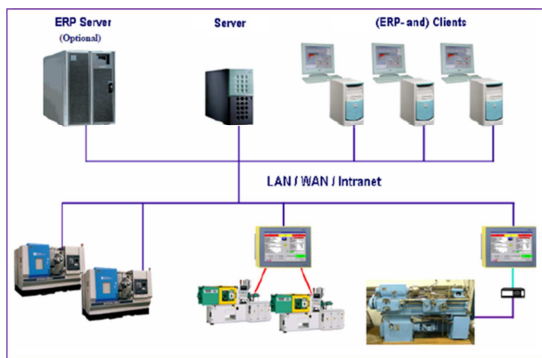 ERP Server
(Optional)
Server
(ERP- and) Clients
LAN / WAN / Intranet